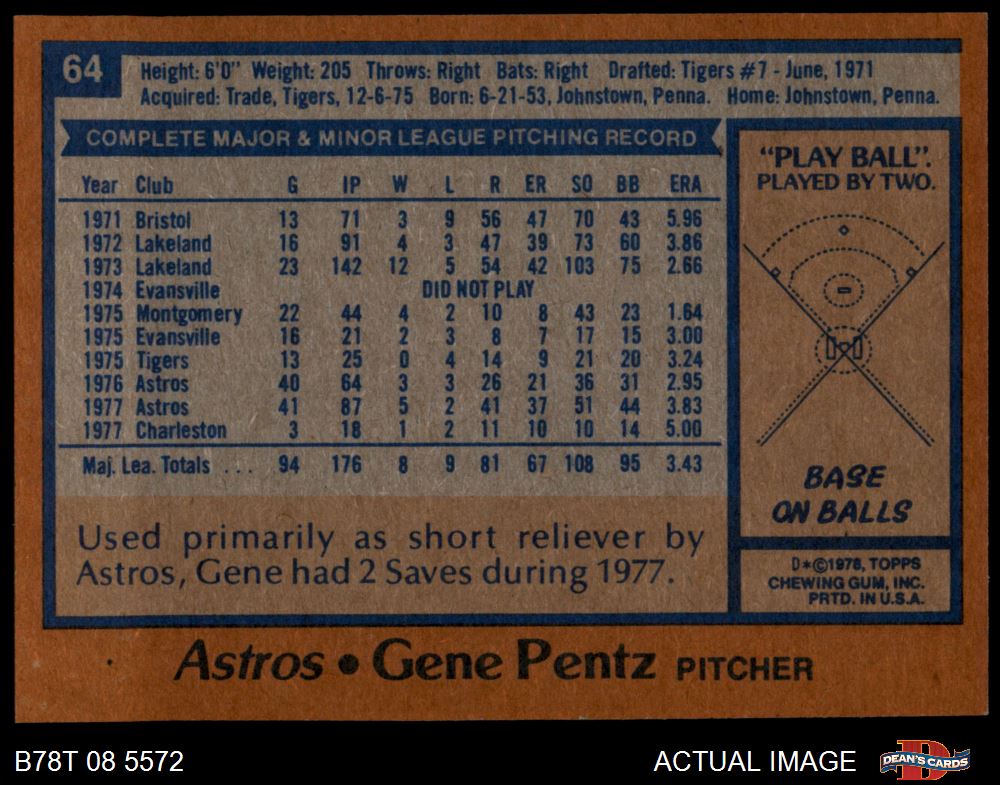 64
Height: 6'0" Weight: 205 Throws: Right Bats: Right Drafted: Tigers #7 - June, 1971
Acquired: Trade, Tigers, 12-6-75 Born: 6-21-53, Johnstown, Penna. Home: Johnstown, Penna.
COMPLETE MAJOR & MINOR LEAGUE PITCHING RECORD
Year Club G IP W L R ER SO BB ERA
1971 Bristol 13 71 3 9 56 47 70 43 5.96
1972 Lakeland 16 91 4 3 47 39 73 60 3.86
1973 Lakeland 23 142 12 5 54 42 103 75 2.66
1974 Evansville DID NOT PLAY
1975 Montgomery 22 44 4 2 10 8 43 23 1.64
1975 Evansville 16 21 2 3 8 7 17 15 3.00
1975 Tigers 13 25 0 4 14 9 21 20 3.24
1976 Astros 40 64 3 3 26 21 36 31 2.95
1977 Astros 41 87 5 2 41 37 51 44 3.83
1977 Charleston 3 18 1 2 11 10 10 14 5.00
Maj. Lea. Totals ... 94 176 8 9 81 67 108 95 3.43
Used primarily as short reliever by
Astros, Gene had 2 Saves during 1977.
"PLAY BALL".
PLAYED BY TWO.
BASE
ON BALLS
D*©1978, TOPPS
CHEWING GUM, INC.
PRTD. IN U.S.A.
Astros • Gene Pentz PITCHER
B78T 08 5572
ACTUAL IMAGE
D
DEAN'S CARDS